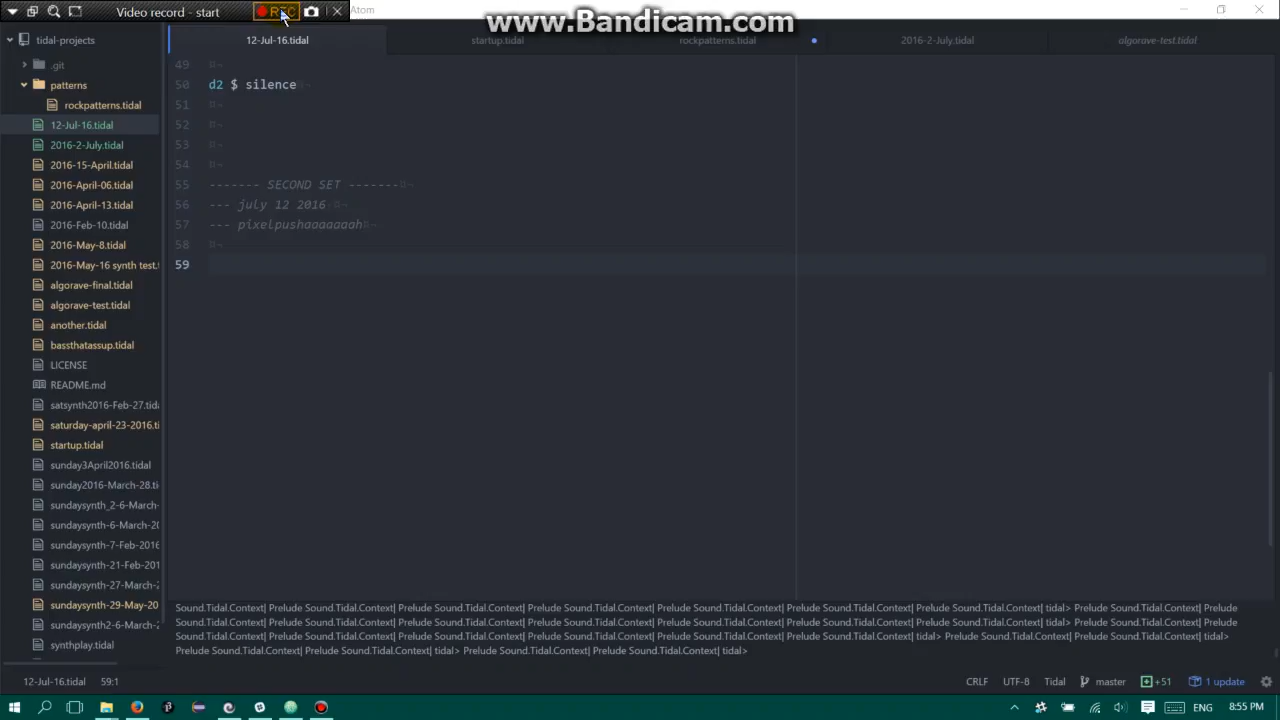 Video record - start
REC
Atom
www.Bandicam.com
tidal-projects
.git
patterns
rockpatterns.tidal
12-Jul-16.tidal
2016-2-July.tidal
2016-15-April.tidal
2016-April-06.tidal
2016-April-13.tidal
2016-Feb-10.tidal
2016-May-8.tidal
2016-May-16 synth test.t
algorave-final.tidal
algorave-test.tidal
another.tidal
bassthatassup.tidal
LICENSE
README.md
satsynth2016-Feb-27.tida
saturday-april-23-2016.ti
startup.tidal
sunday3April2016.tidal
sunday2016-March-28.ti
sundaysynth_2-6-March-
sundaysynth-6-March-20
sundaysynth-7-Feb-2016
sundaysynth-21-Feb-201
sundaysynth-27-March-2
sundaysynth-29-May-20
sundaysynth2-6-March-2
synthplay.tidal
12-Jul-16.tidal
startup.tidal
rockpatterns.tidal
2016-2-July.tidal
algorave-test.tidal
49
50 d2 $ silence
51
52
53
54
55 ------- SECOND SET -------
56 --- july 12 2016
57 --- pixelpushaaaaaaah
58
59
Sound.Tidal.Context| Prelude Sound.Tidal.Context| Prelude Sound.Tidal.Context| Prelude Sound.Tidal.Context| Prelude Sound.Tidal.Context| Prelude Sound.Tidal.Context| Prelude Sound.Tidal.Context| tidal> Prelude Sound.Tidal.Context| Prelude
Sound.Tidal.Context| Prelude Sound.Tidal.Context| Prelude Sound.Tidal.Context| Prelude Sound.Tidal.Context| Prelude Sound.Tidal.Context| Prelude Sound.Tidal.Context| Prelude Sound.Tidal.Context| tidal> Prelude Sound.Tidal.Context| Prelude
Sound.Tidal.Context| Prelude Sound.Tidal.Context| Prelude Sound.Tidal.Context| Prelude Sound.Tidal.Context| Prelude Sound.Tidal.Context| Prelude Sound.Tidal.Context| tidal> Prelude Sound.Tidal.Context| Prelude Sound.Tidal.Context| tidal>
Prelude Sound.Tidal.Context| Prelude Sound.Tidal.Context| tidal> Prelude Sound.Tidal.Context| Prelude Sound.Tidal.Context| tidal>
12-Jul-16.tidal 59:1 CRLF UTF-8 Tidal master +51 1 update
ENG 8:55 PM